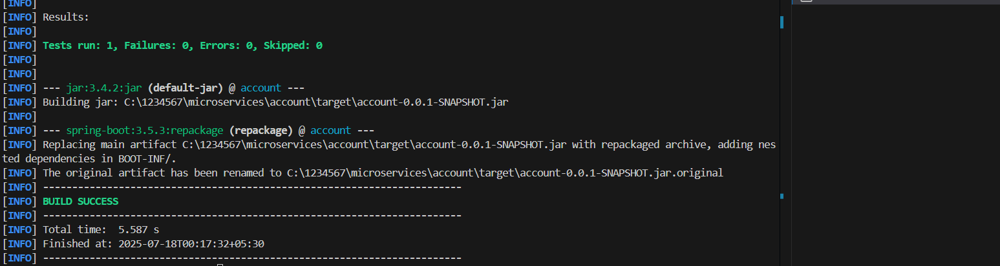 [INFO]
[INFO] Results:
[INFO]
[INFO] Tests run: 1, Failures: 0, Errors: 0, Skipped: 0
[INFO]
[INFO]
[INFO] --- jar:3.4.2:jar (default-jar) @ account ---
[INFO] Building jar: C:\1234567\microservices\account\target\account-0.0.1-SNAPSHOT.jar
[INFO]
[INFO] --- spring-boot:3.5.3:repackage (repackage) @ account ---
[INFO] Replacing main artifact C:\1234567\microservices\account\target\account-0.0.1-SNAPSHOT.jar with repackaged archive, adding nes
ted dependencies in BOOT-INF/.
[INFO] The original artifact has been renamed to C:\1234567\microservices\account\target\account-0.0.1-SNAPSHOT.jar.original
[INFO] ------------------------------------------------------------------------
[INFO] BUILD SUCCESS
[INFO] ------------------------------------------------------------------------
[INFO] Total time:  5.587 s
[INFO] Finished at: 2025-07-18T00:17:32+05:30
[INFO] ------------------------------------------------------------------------